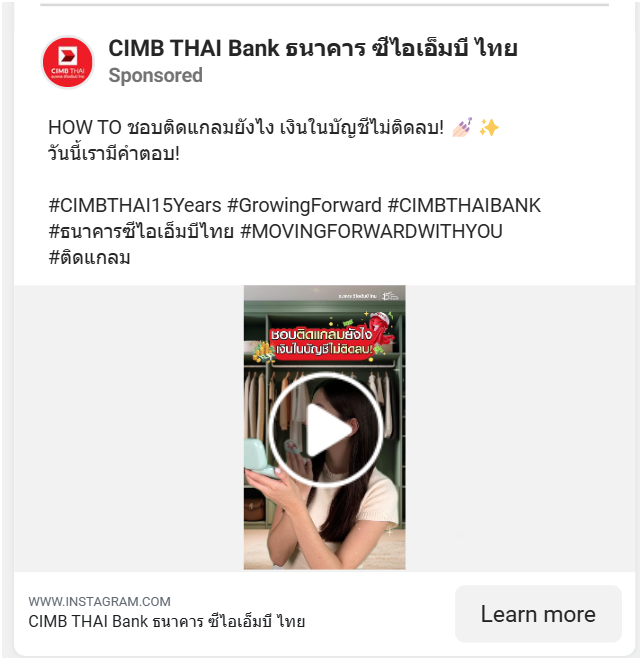 CIMB THAI
CIMB THAI Bank ธนาคาร ซีไอเอ็มบี ไทย
Sponsored
HOW TO ชอบติดแกลมยังไง เงินในบัญชีไม่ติดลบ! 💅🏻 ✨
วันนี้เรามีคำตอบ!
#CIMBTHAI15Years #GrowingForward #CIMBTHAIBANK
#ธนาคารซีไอเอ็มบีไทย #MOVINGFORWARDWITHYOU
#ติดแกลม
ชอบติดแกลมยังไง
เงินในบัญชีไม่ติดลบ!
WWW.INSTAGRAM.COM
CIMB THAI Bank ธนาคาร ซีไอเอ็มบี ไทย
Learn more